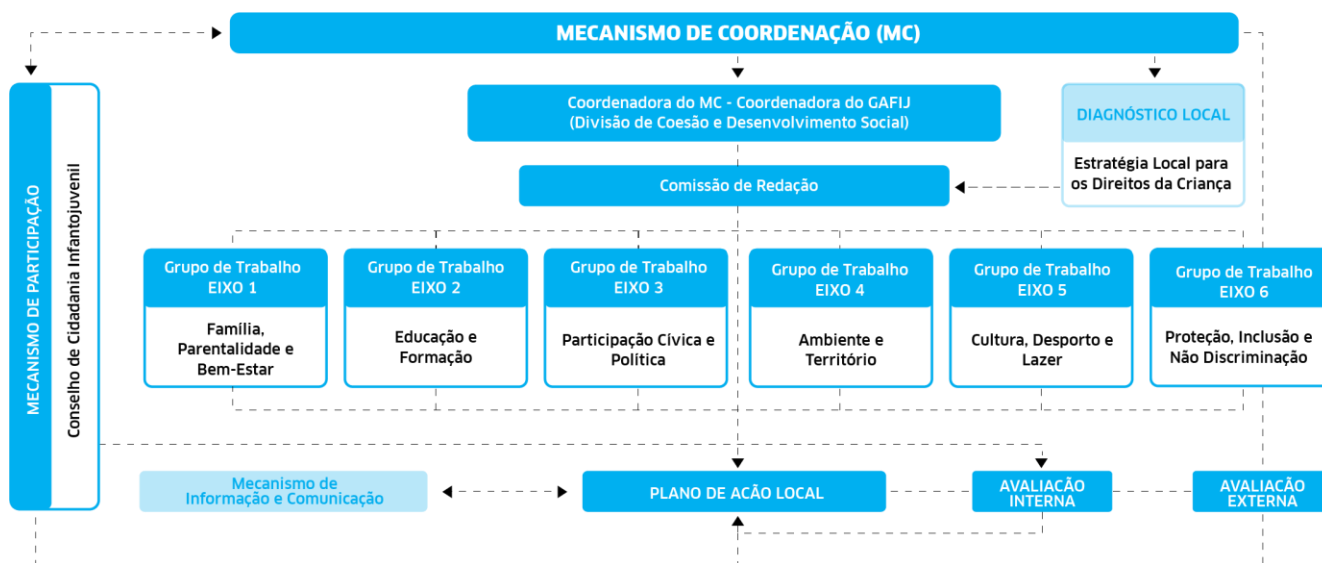 MECANISMO DE COORDENAÇÃO (MC)
MECANISMO DE PARTICIPAÇÃO
Conselho de Cidadania Infantojuvenil
Coordenadora do MC - Coordenadora do GAFIJ
(Divisão de Coesão e Desenvolvimento Social)
DIAGNÓSTICO LOCAL
Estratégia Local para
os Direitos da Criança
Comissão de Redação
Grupo de Trabalho
EIXO 1
Família,
Parentalidade e
Bem-Estar
Grupo de Trabalho
EIXO 2
Educação e
Formação
Grupo de Trabalho
EIXO 3
Participação Cívica e
Política
Grupo de Trabalho
EIXO 4
Ambiente e
Território
Grupo de Trabalho
EIXO 5
Cultura, Desporto e
Lazer
Grupo de Trabalho
EIXO 6
Proteção, Inclusão e
Não Discriminação
Mecanismo de
Informação e Comunicação
PLANO DE ACÃO LOCAL
AVALIACÃO
INTERNA
AVALIACÃO
EXTERNA